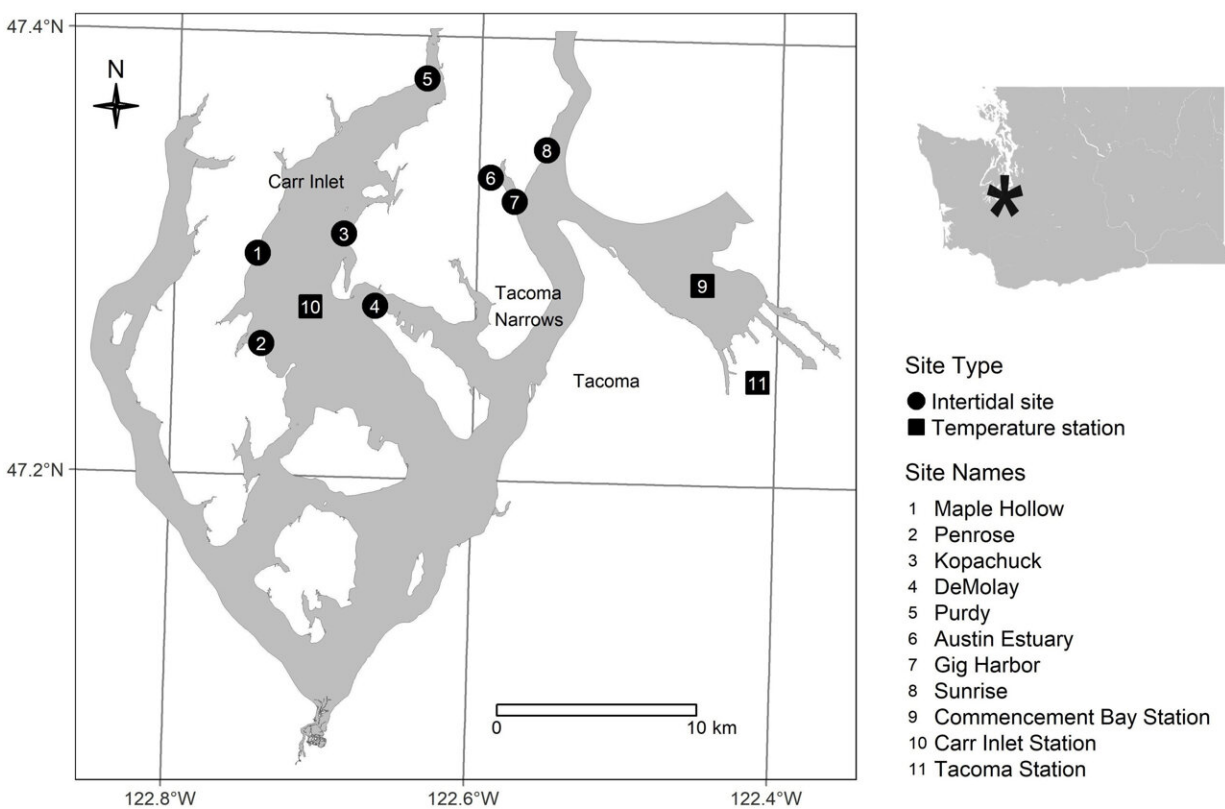 47.4°N
N
5
8
6
Carr Inlet
7
3
1
9
Tacoma
Narrows
10
4
2
Tacoma
11
47.2°N
0
10 km
122.8°W
122.6°W
122.4°W
Site Type
Intertidal site
Temperature station
Site Names
1 Maple Hollow
2 Penrose
3 Kopachuck
4 DeMolay
5 Purdy
6 Austin Estuary
7 Gig Harbor
8 Sunrise
9 Commencement Bay Station
10 Carr Inlet Station
11 Tacoma Station